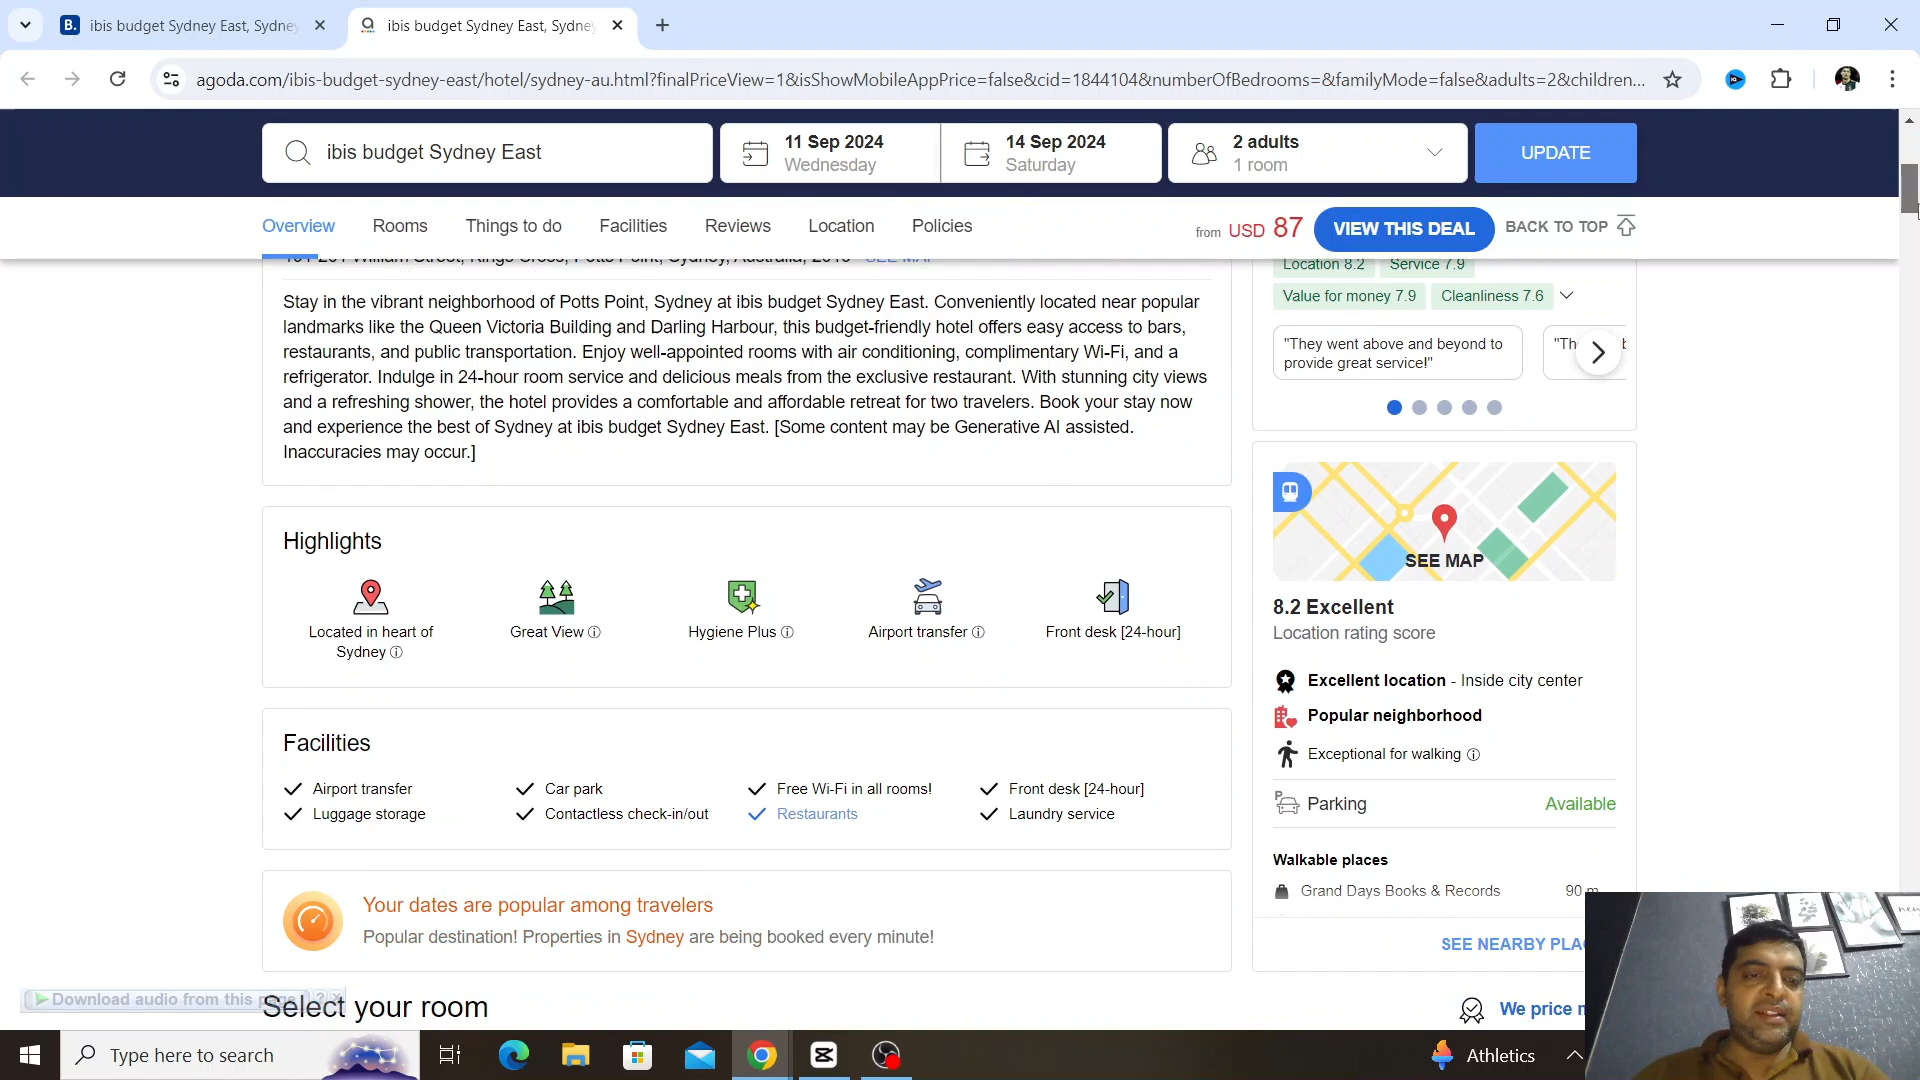 ibis budget Sydney East, Sydney
ibis budget Sydney East, Sydne
agoda.com/ibis-budget-sydney-east/hotel/sydney-au.html?finalPriceView=1&isShowMobileAppPrice=false&cid=1844104&numberOfBedrooms=&familyMode=false&adults=2&children...
ibis budget Sydney East
11 Sep 2024
Wednesday
14 Sep 2024
Saturday
2 adults
1 room
UPDATE
Overview
Rooms
Things to do
Facilities
Reviews
Location
Policies
from USD 87
VIEW THIS DEAL
BACK TO TOP
Location 8.2
Service 7.9
Value for money 7.9
Cleanliness 7.6
Stay in the vibrant neighborhood of Potts Point, Sydney at ibis budget Sydney East. Conveniently located near popular
landmarks like the Queen Victoria Building and Darling Harbour, this budget-friendly hotel offers easy access to bars,
restaurants, and public transportation. Enjoy well-appointed rooms with air conditioning, complimentary Wi-Fi, and a
refrigerator. Indulge in 24-hour room service and delicious meals from the exclusive restaurant. With stunning city views
and a refreshing shower, the hotel provides a comfortable and affordable retreat for two travelers. Book your stay now
and experience the best of Sydney at ibis budget Sydney East. [Some content may be Generative AI assisted.
Inaccuracies may occur.]
"They went above and beyond to
provide great service!"
SEE MAP
8.2 Excellent
Location rating score
Excellent location - Inside city center
Popular neighborhood
Exceptional for walking
Parking
Available
Walkable places
Grand Days Books & Records
90 m
SEE NEARBY PLA
Highlights
Located in heart of
Sydney
Great View
Hygiene Plus
Airport transfer
Front desk [24-hour]
Facilities
Airport transfer
Car park
Free Wi-Fi in all rooms!
Front desk [24-hour]
Luggage storage
Contactless check-in/out
Restaurants
Laundry service
Your dates are popular among travelers
Popular destination! Properties in Sydney are being booked every minute!
Download audio from this page
Select your room
We price
Type here to search
Athletics